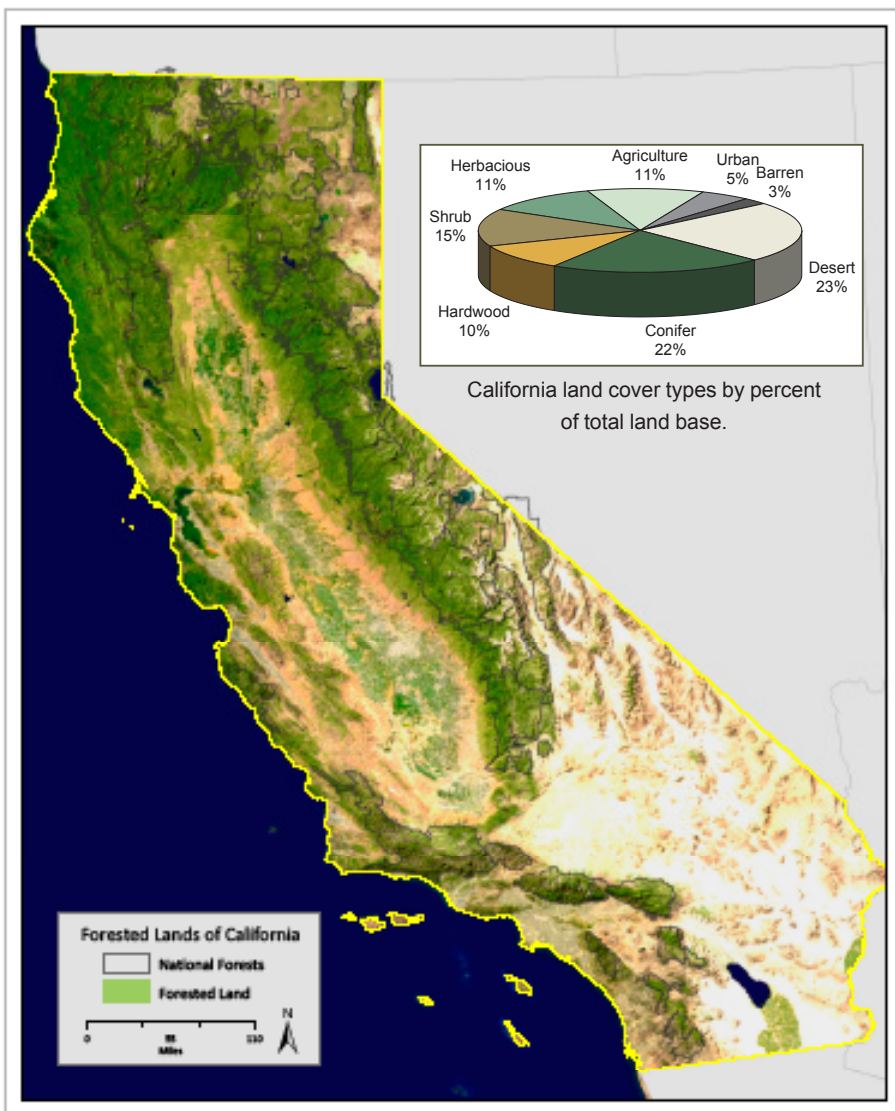 Agriculture
11%
Urban
5%
Barren
3%
Herbacious
11%
Shrub
15%
Desert
23%
Hardwood
10%
Conifer
22%
California land cover types by percent
of total land base.
Forested Lands of California
National Forests
Forested Land
N
0 55 110
Miles